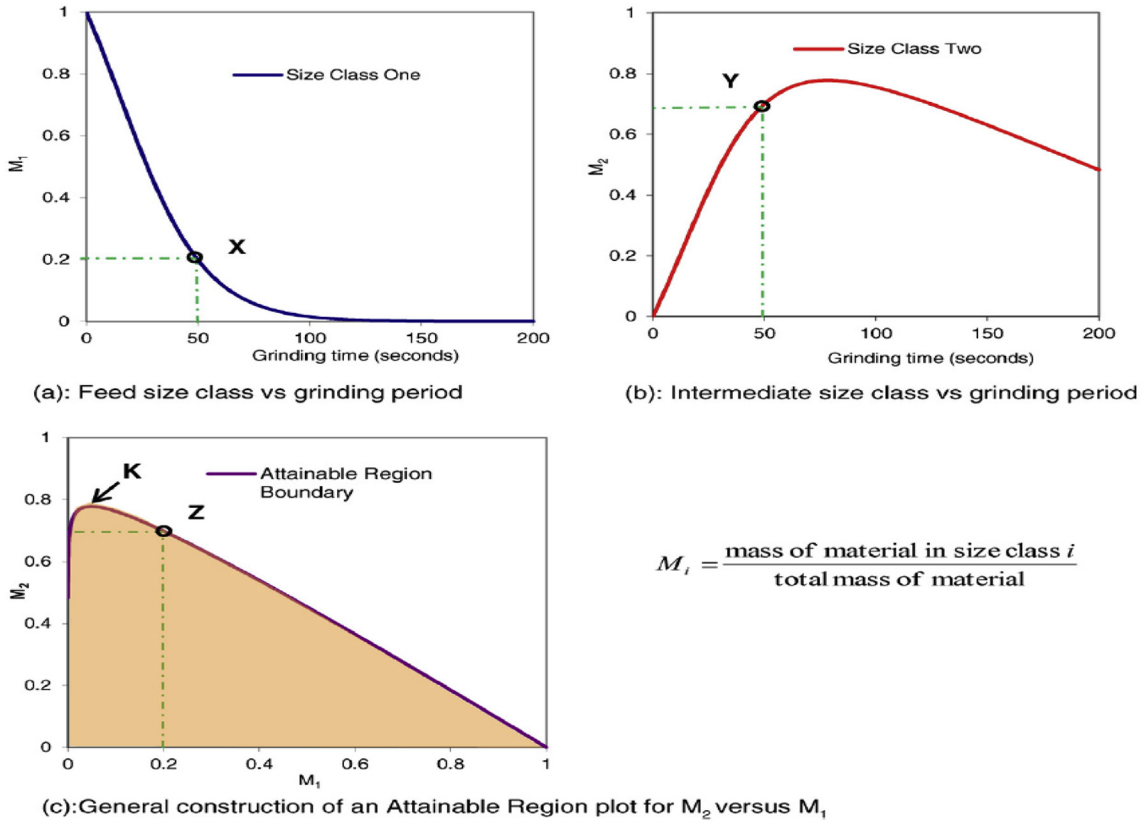 1
0.8
0.6
0.4
0.2
0
M1
Size Class One
X
0 50 100 150 200
Grinding time (seconds)
(a): Feed size class vs grinding period
1
0.8
0.6
0.4
0.2
0
M2
Size Class Two
Y
0 50 100 150 200
Grinding time (seconds)
(b): Intermediate size class vs grinding period
1
0.8
0.6
0.4
0.2
0
M2
K
Attainable Region
Boundary
Z
0 0.2 0.4 0.6 0.8 1
M1
(c):General construction of an Attainable Region plot for M2 versus M1
Mi = mass of material in size class i
total mass of material